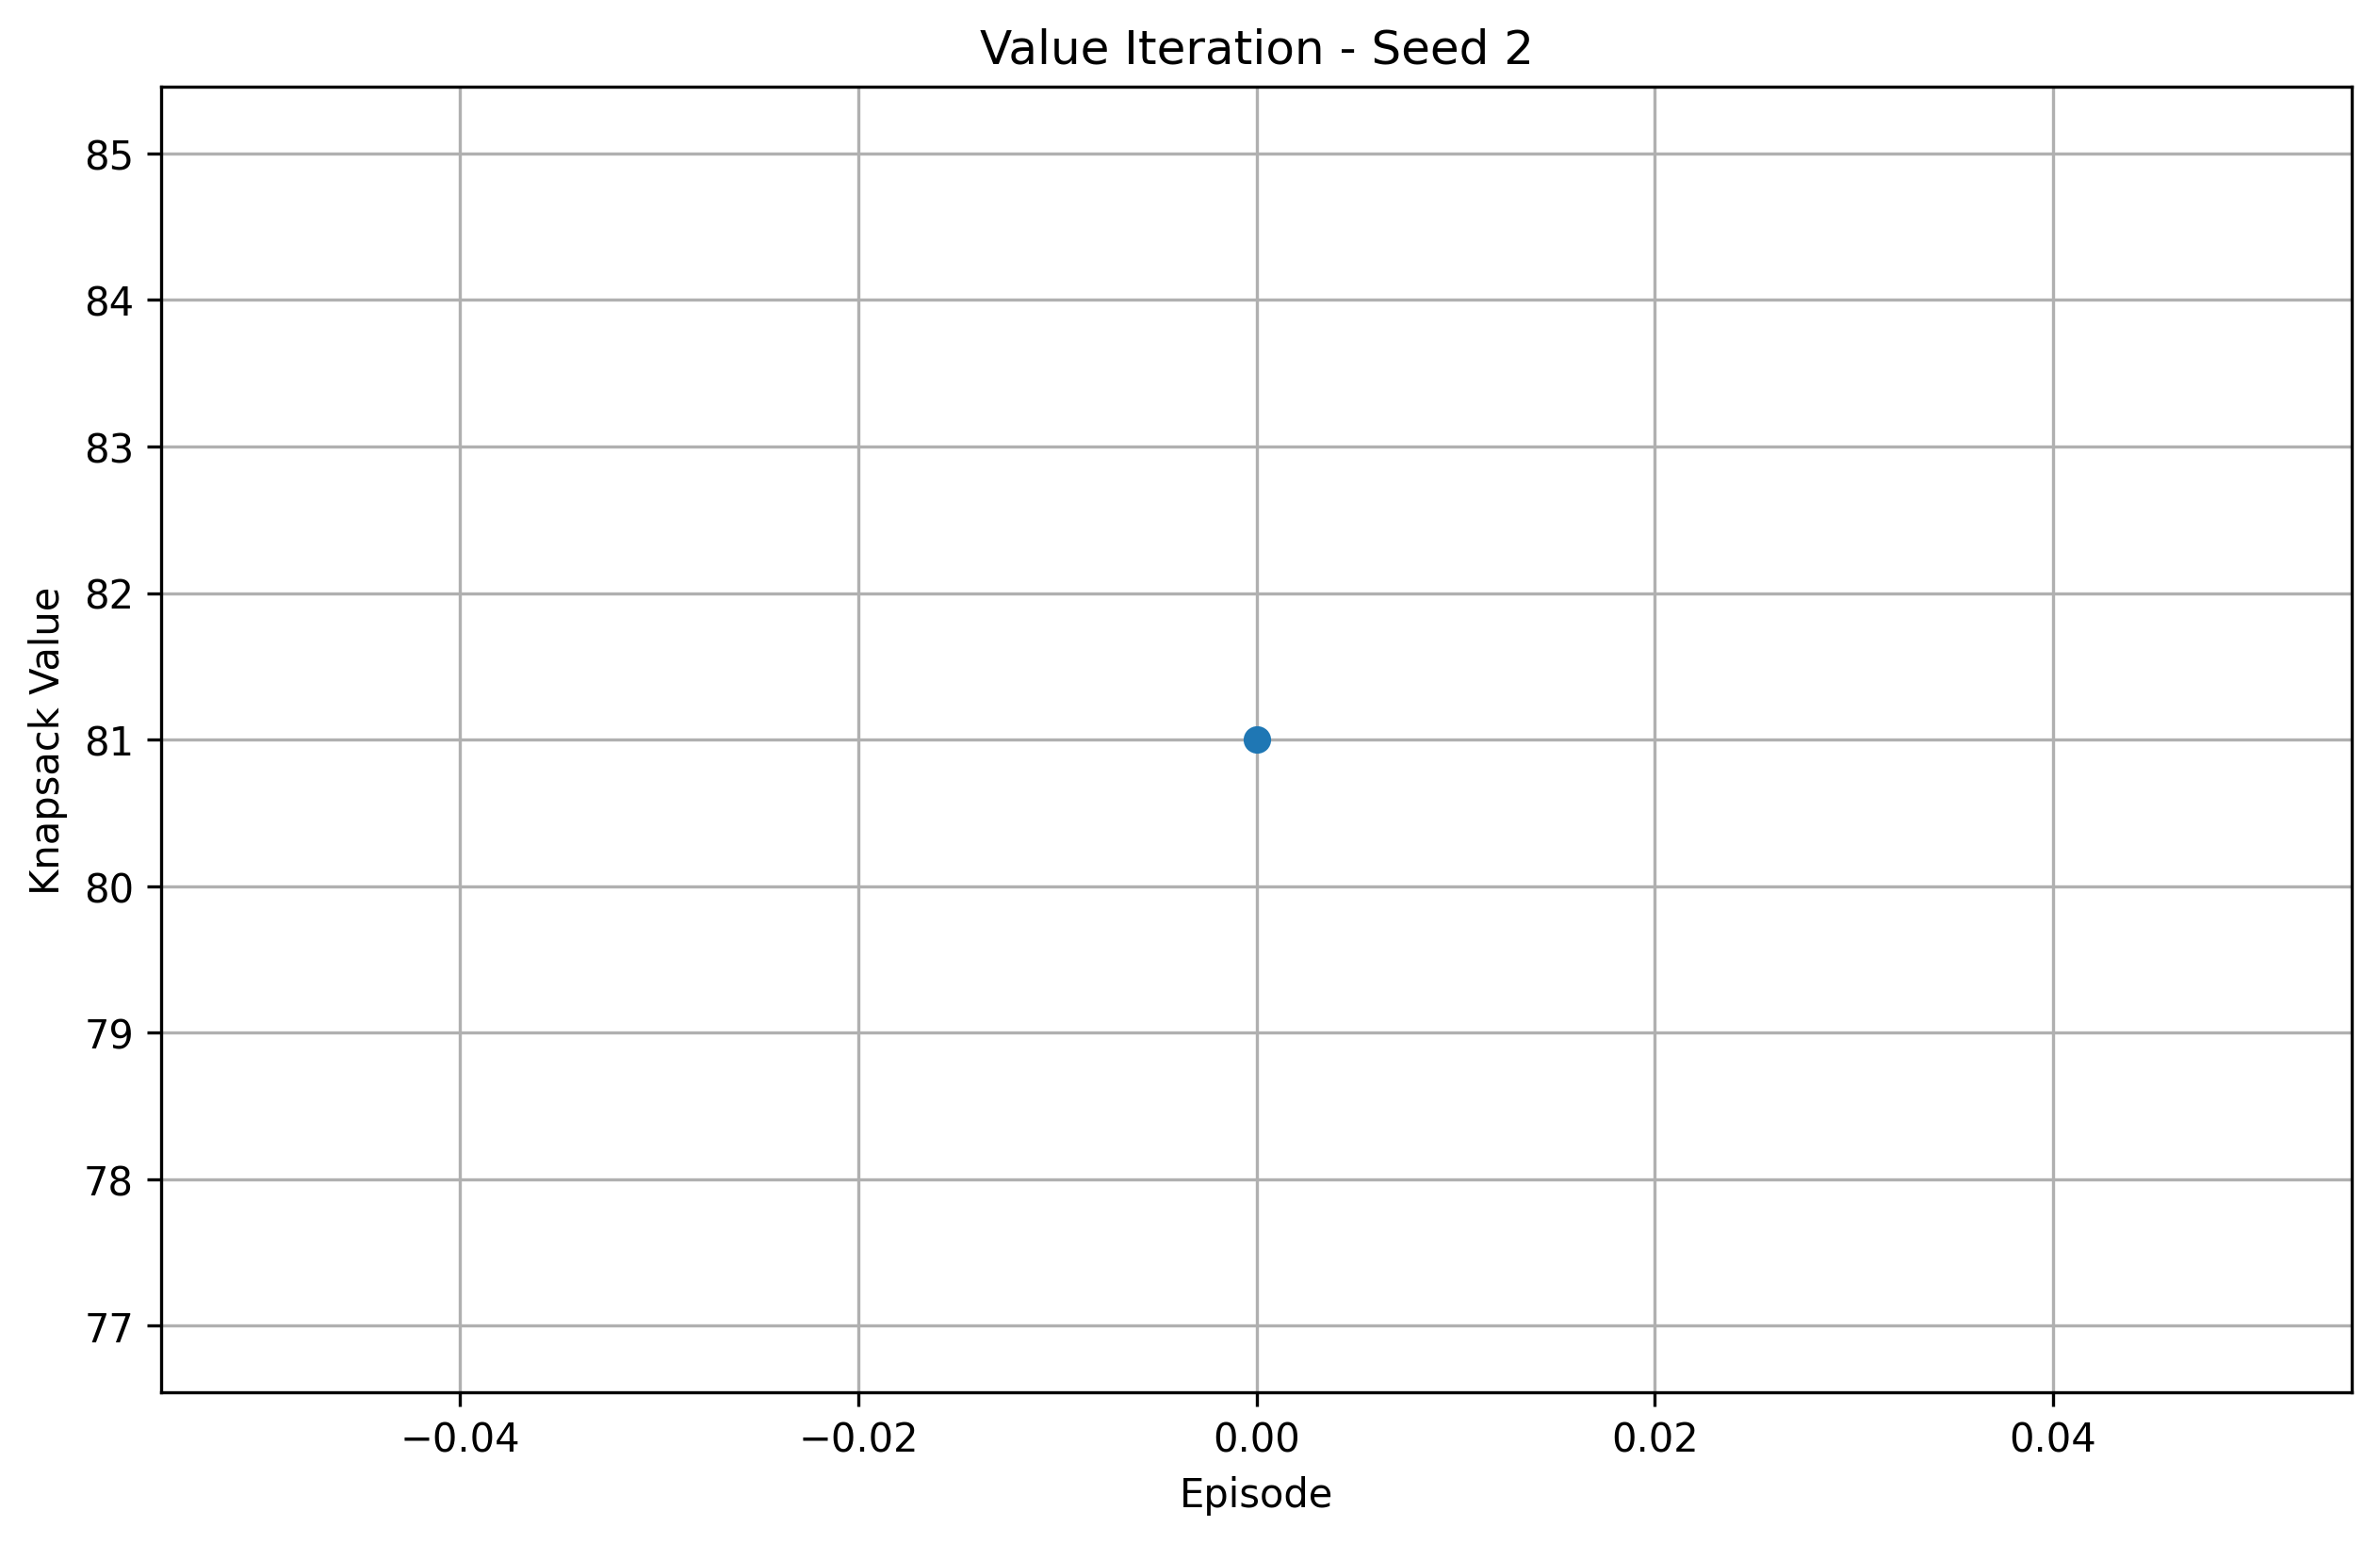 Value Iteration - Seed 2
85
84
83
82
81
80
79
78
77
Knapsack Value
−0.04 −0.02 0.00 0.02 0.04
Episode